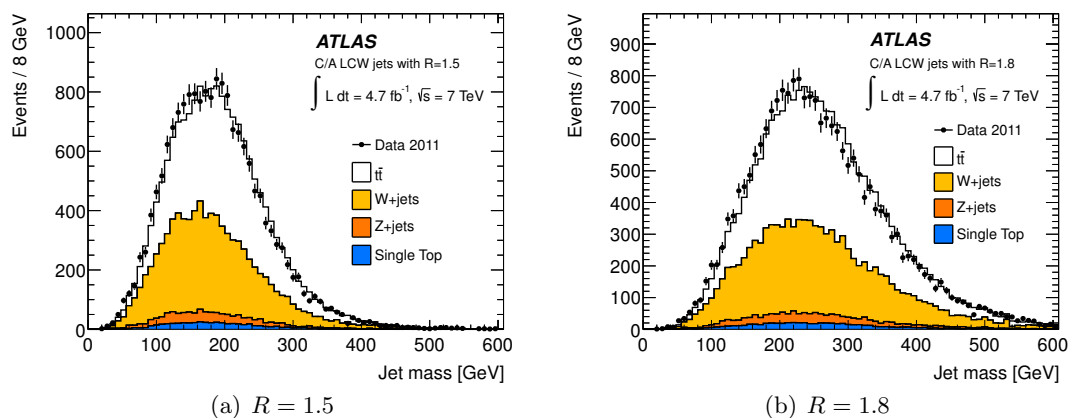 Events / 8 GeV
1000
800
600
400
200
0
0 100 200 300 400 500 600
Jet mass [GeV]
ATLAS
C/A LCW jets with R=1.5
∫ L dt = 4.7 fb⁻¹, √s = 7 TeV
Data 2011
tt̄
W+jets
Z+jets
Single Top
(a) R = 1.5
Events / 8 GeV
900
800
700
600
500
400
300
200
100
0
0 100 200 300 400 500 600
Jet mass [GeV]
ATLAS
C/A LCW jets with R=1.8
∫ L dt = 4.7 fb⁻¹, √s = 7 TeV
Data 2011
tt̄
W+jets
Z+jets
Single Top
(b) R = 1.8